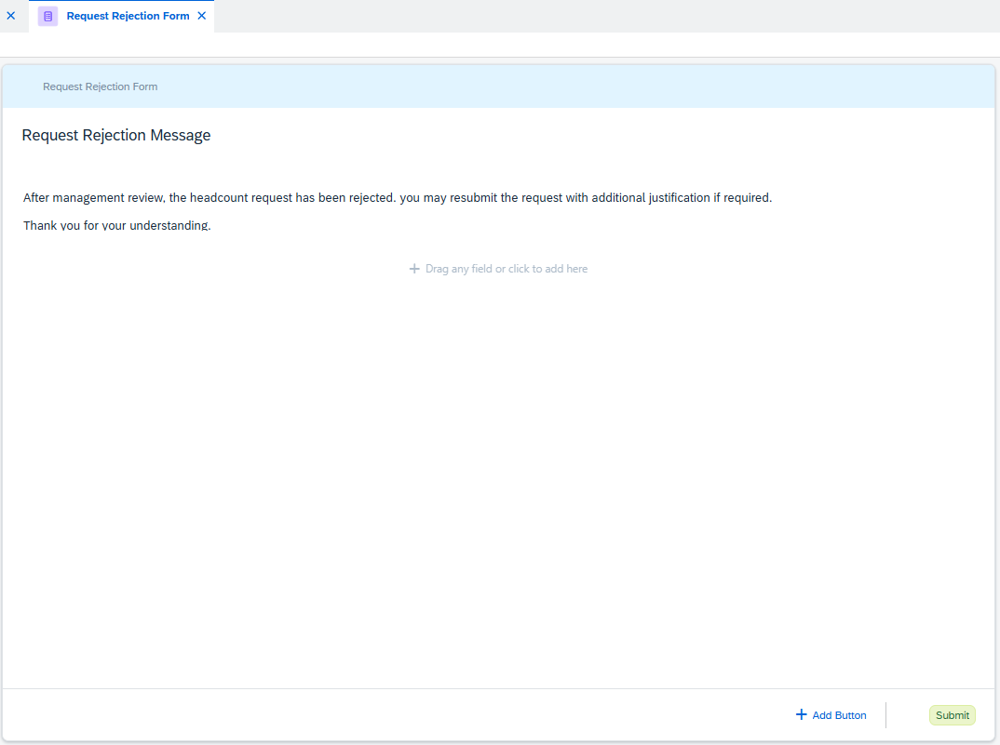 Request Rejection Form
Request Rejection Form
Request Rejection Message
After management review, the headcount request has been rejected. you may resubmit the request with additional justification if required.
Thank you for your understanding.
Drag any field or click to add here
Add Button
Submit